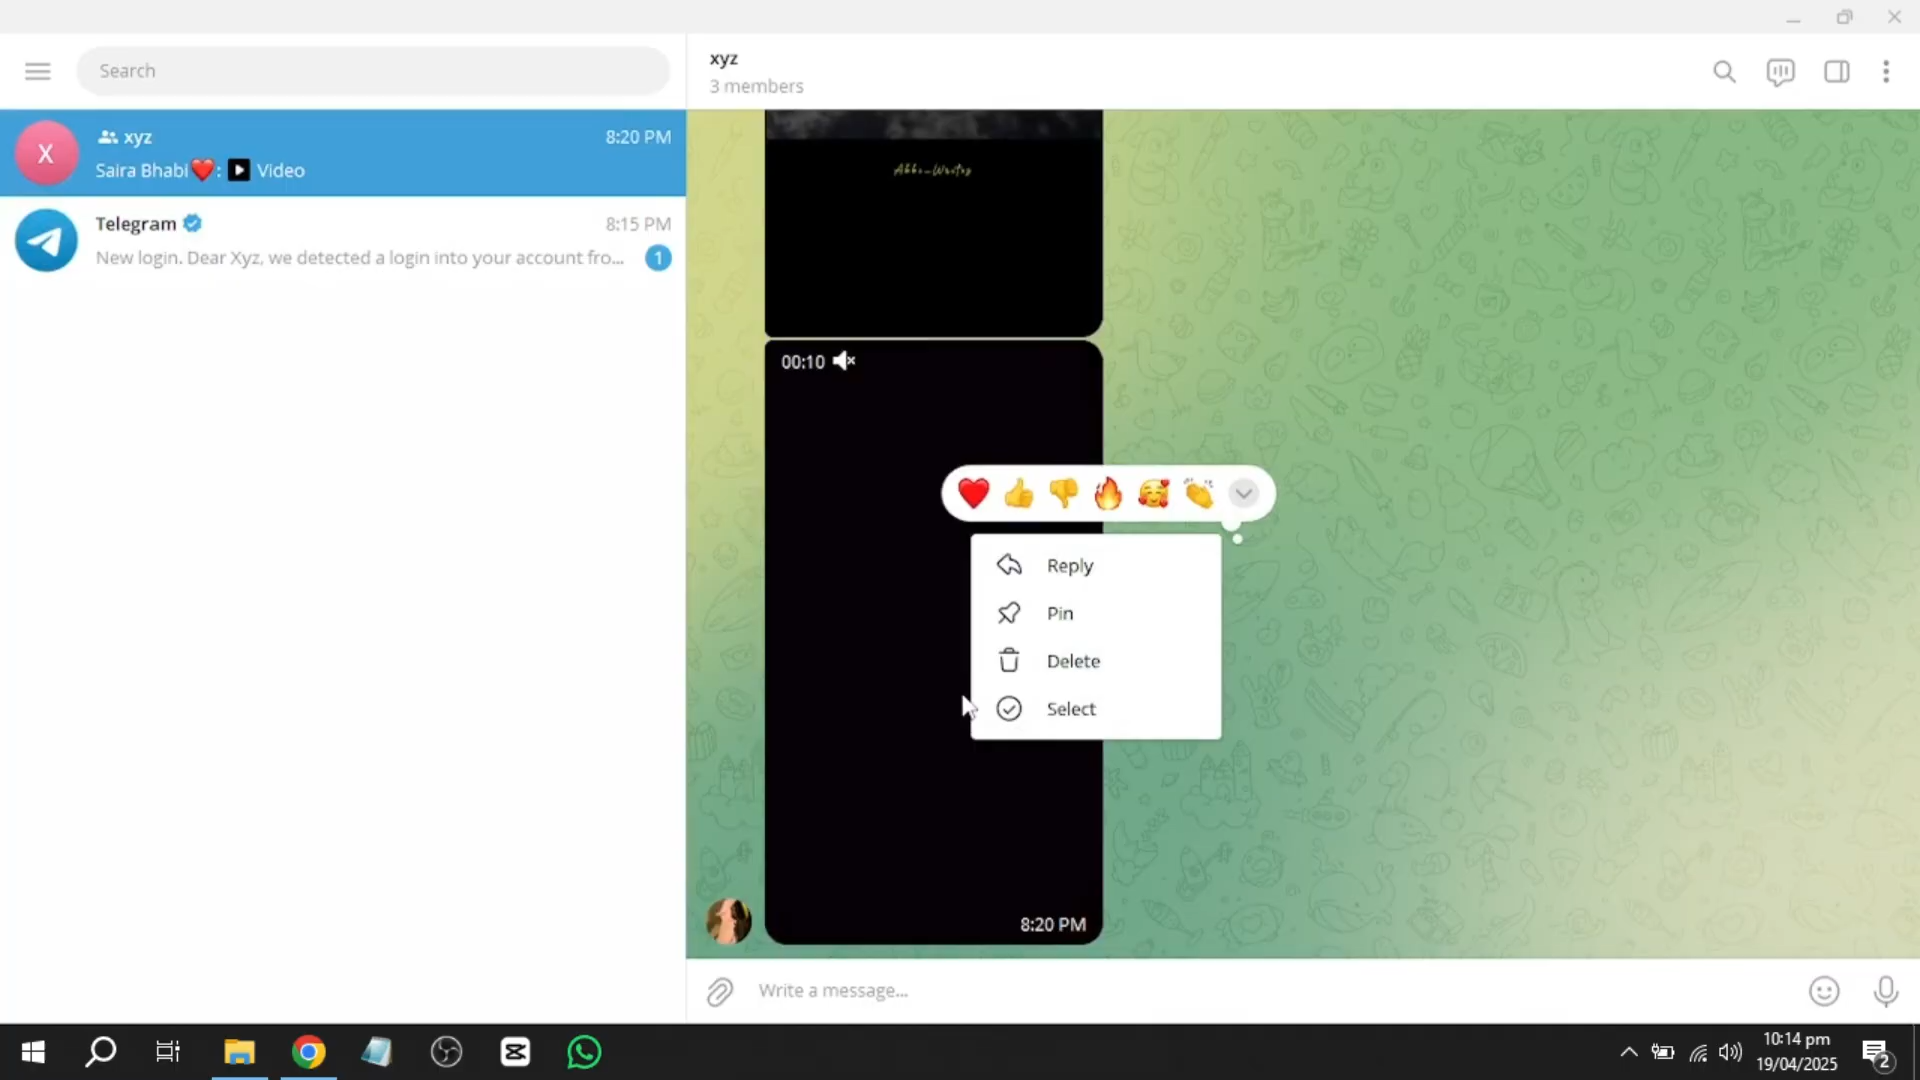 Search
xyz
3 members
xyz 8:20 PM
Saira Bhabi❤️: Video
Telegram 8:15 PM
New login. Dear Xyz, we detected a login into your account fro... 1
X
00:10
Reply
Pin
Delete
Select
8:20 PM
Write a message...
10:14 pm
19/04/2025
2